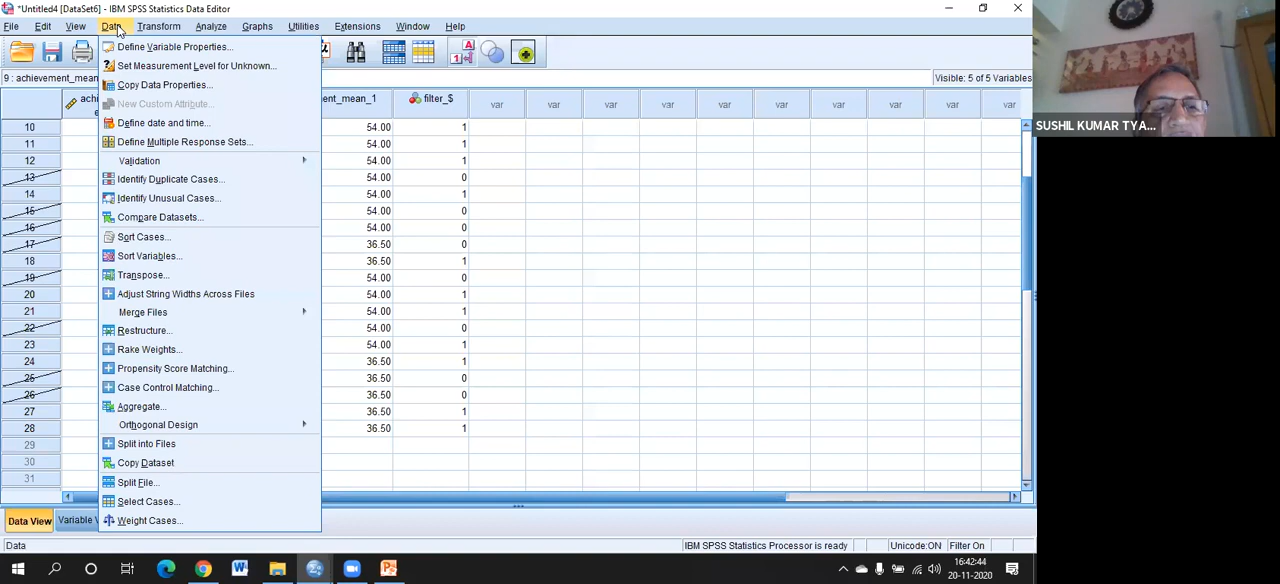 *Untitled4 [DataSet6] - IBM SPSS Statistics Data Editor
File Edit View Data Transform Analyze Graphs Utilities Extensions Window Help
9 : achievement_mean
Visible: 5 of 5 Variables
ent_mean_1 filter_$ var var var var var var var var var
Define Variable Properties...
Set Measurement Level for Unknown...
Copy Data Properties...
New Custom Attribute...
Define date and time...
Define Multiple Response Sets...
Validation
Identify Duplicate Cases...
Identify Unusual Cases...
Compare Datasets...
Sort Cases...
Sort Variables...
Transpose...
Adjust String Widths Across Files
Merge Files
Restructure...
Rake Weights...
Propensity Score Matching...
Case Control Matching...
Aggregate...
Orthogonal Design
Split into Files
Copy Dataset
Split File...
Select Cases...
Weight Cases...
10 54.00 1
11 54.00 1
12 54.00 1
13 54.00 0
14 54.00 1
15 54.00 0
16 54.00 0
17 36.50 0
18 36.50 1
19 54.00 0
20 54.00 1
21 54.00 1
22 54.00 0
23 54.00 1
24 36.50 1
25 36.50 0
26 36.50 0
27 36.50 1
28 36.50 1
29
30
31
Data View Variable V
Data
IBM SPSS Statistics Processor is ready Unicode:ON Filter On
SUSHIL KUMAR TYA...
16:42:44
20-11-2020